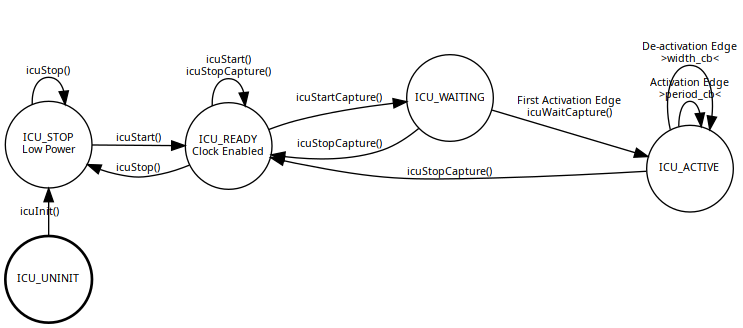 De-activation Edge
>width_cb<
icuStart()
icuStopCapture()
icuStop()
Activation Edge
>period_cb<
icuStartCapture()
ICU_WAITING
First Activation Edge
icuWaitCapture()
ICU_STOP
Low Power
icuStart()
ICU_READY
Clock Enabled
icuStopCapture()
icuStop()
icuStopCapture()
ICU_ACTIVE
icuInit()
ICU_UNINIT